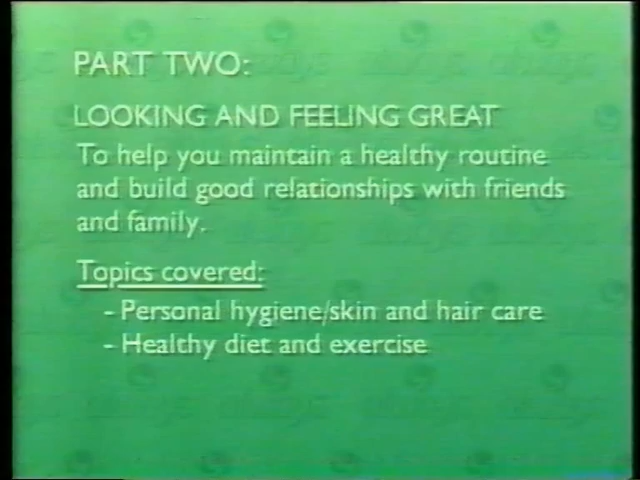 PART TWO:
LOOKING AND FEELING GREAT
To help you maintain a healthy routine
and build good relationships with friends
and family.
Topics covered:
- Personal hygiene/skin and hair care
- Healthy diet and exercise